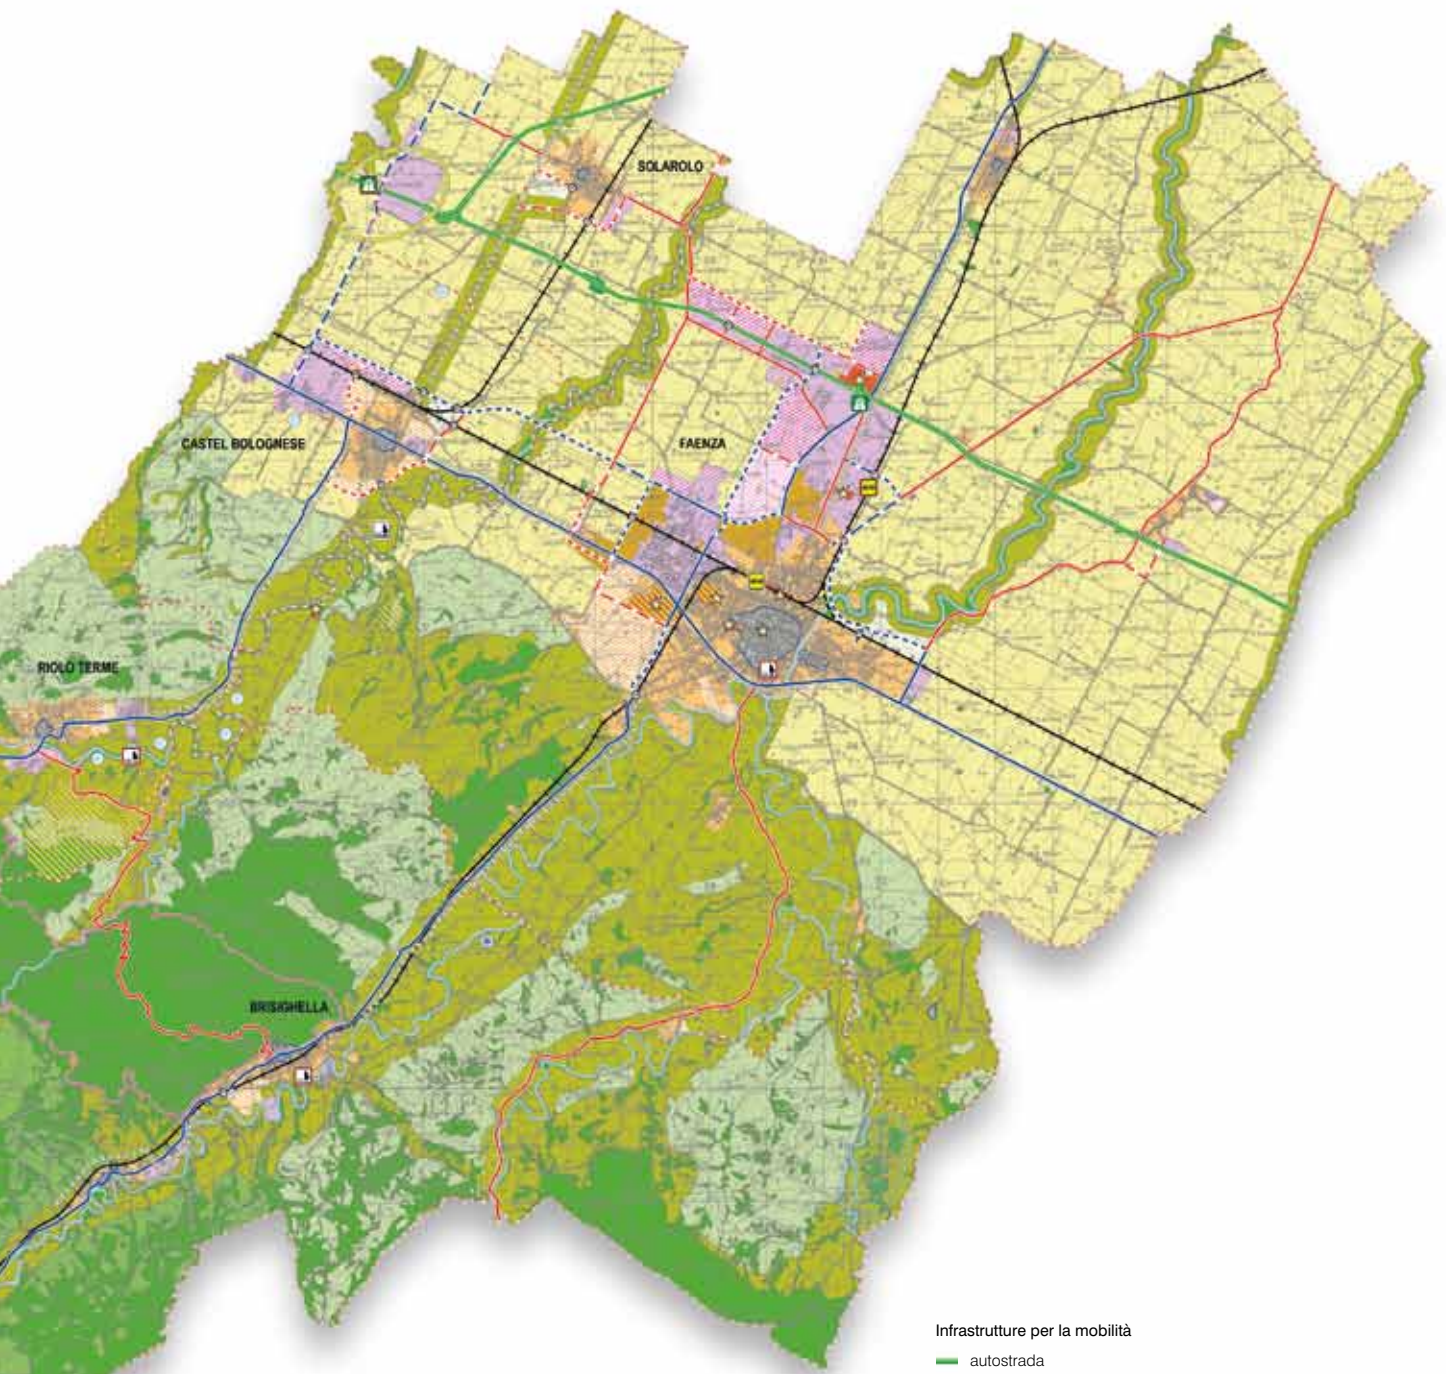 SOLAROLO
CASTEL BOLOGNESE
FAENZA
RIOLO TERME
BRISIGHELLA
Infrastrutture per la mobilità
autostrada